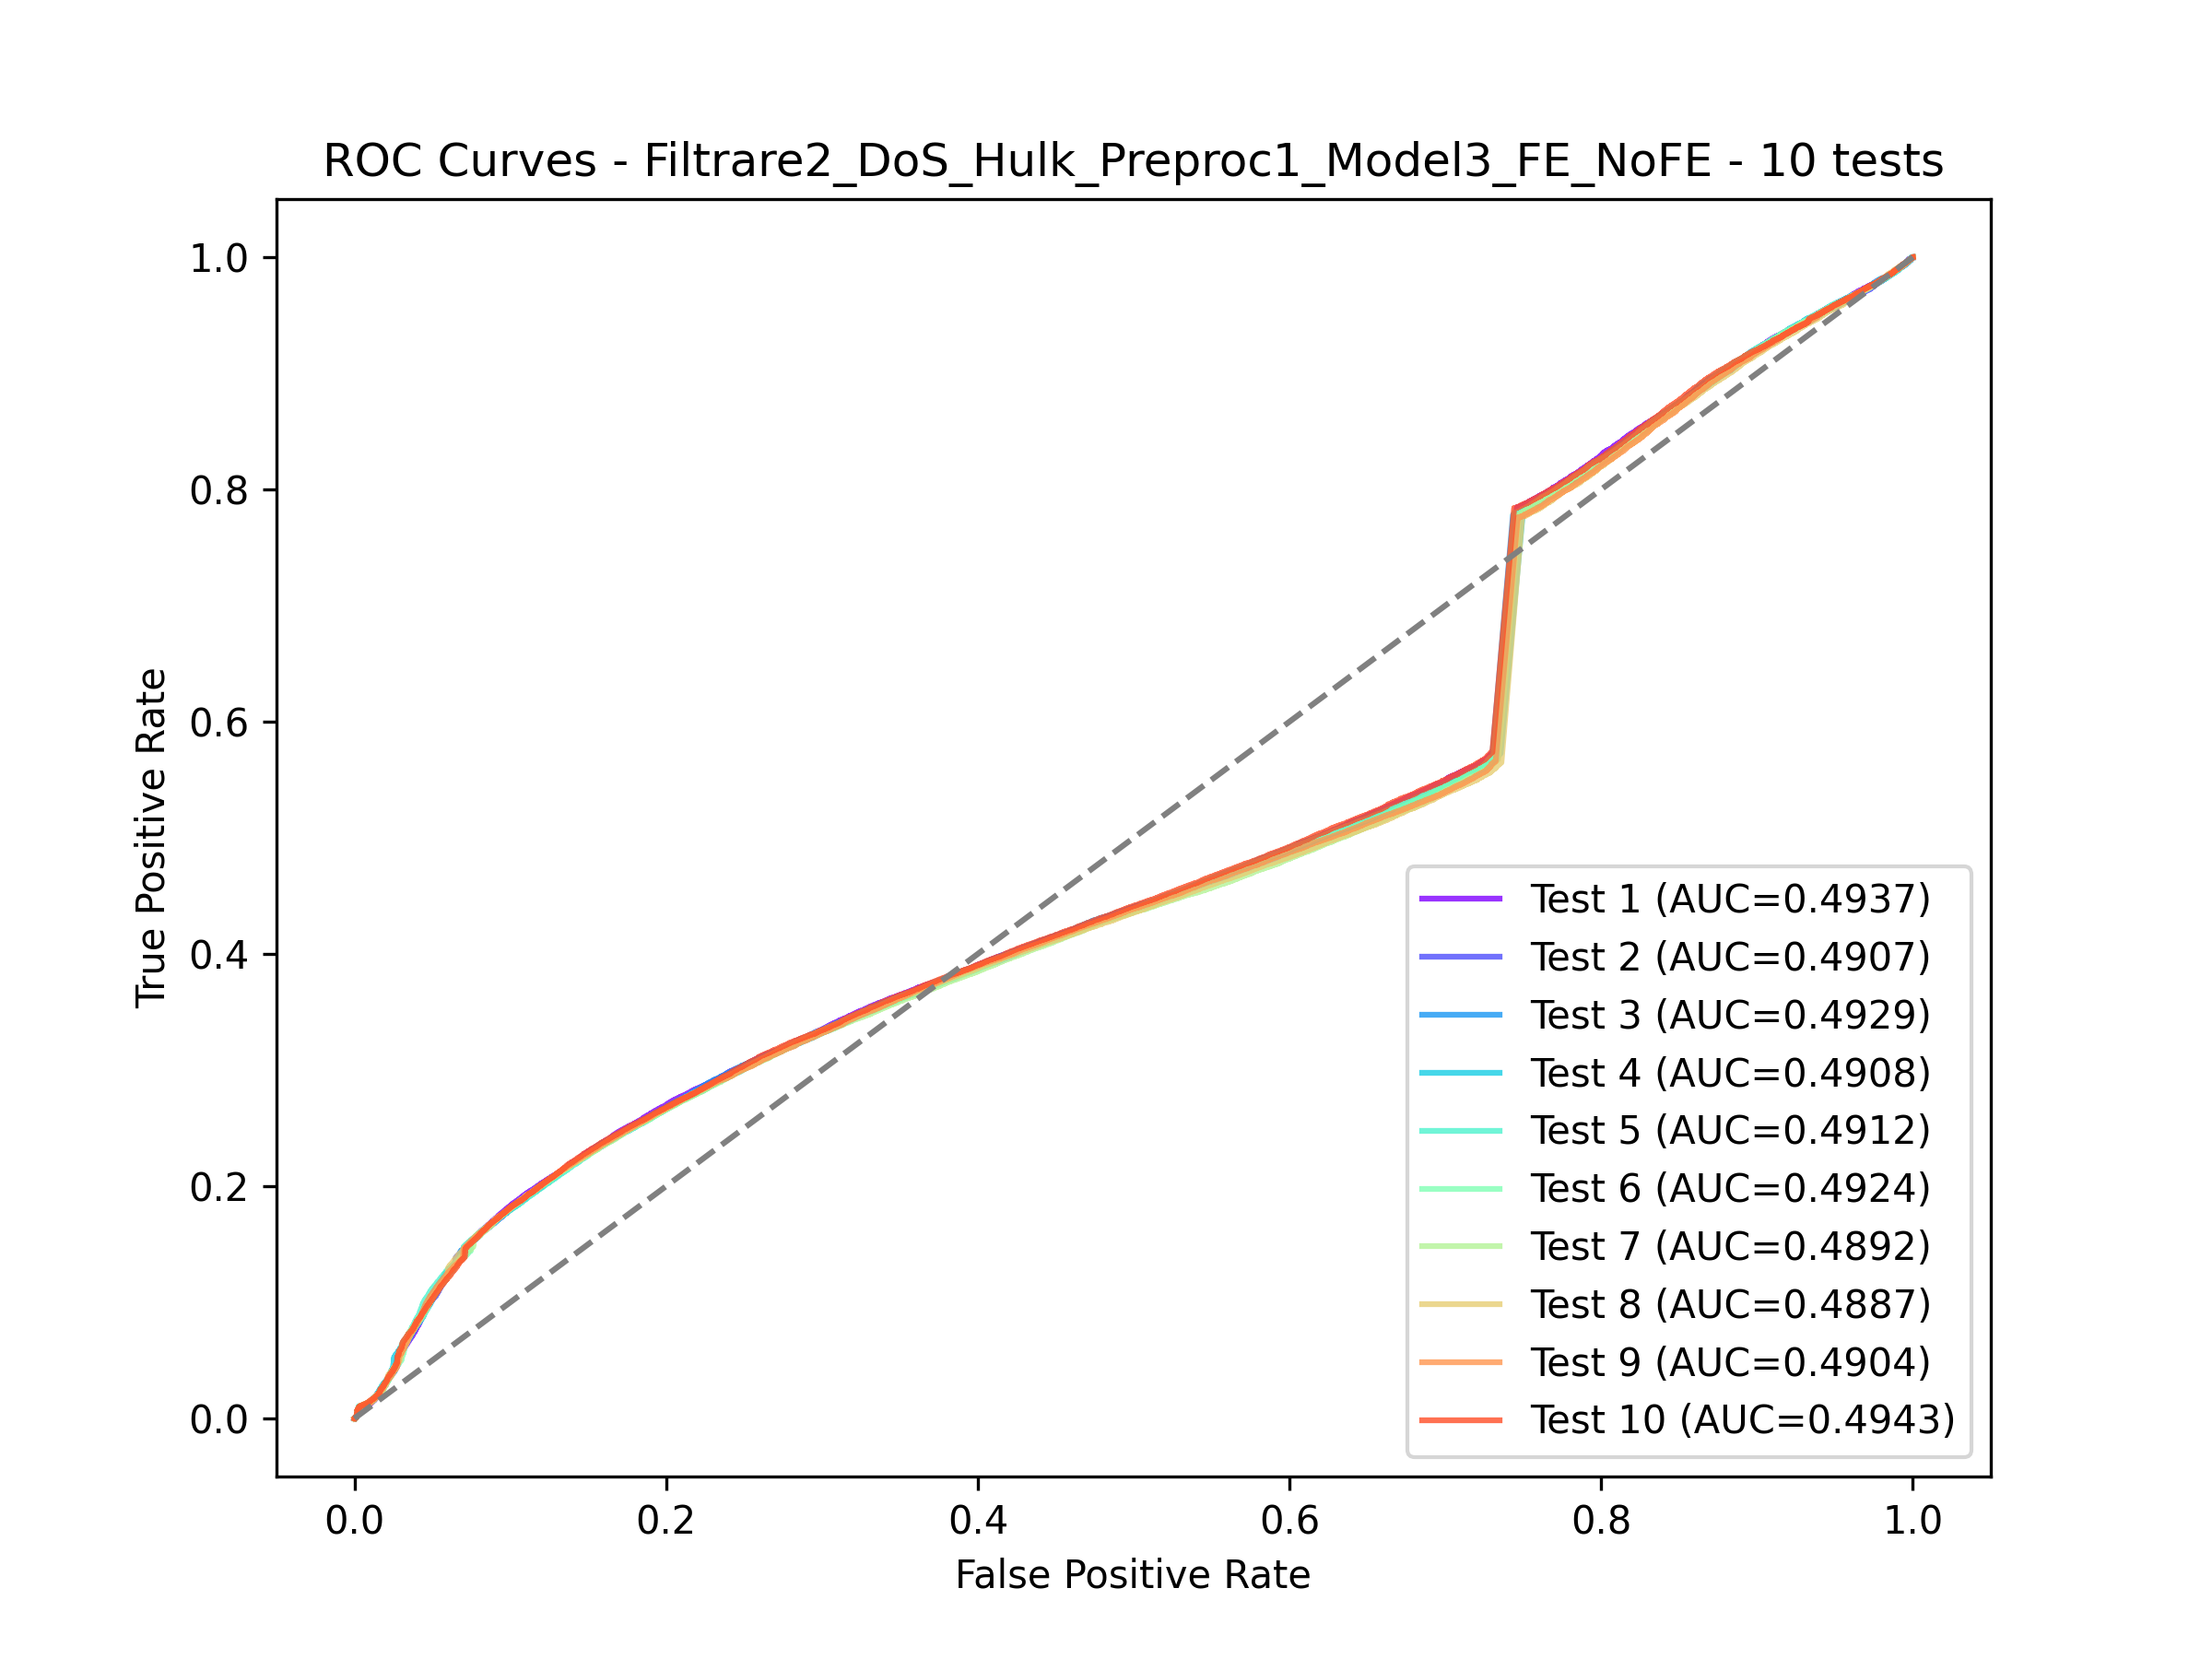 ROC Curves - Filtrare2_DoS_Hulk_Preproc1_Model3_FE_NoFE - 10 tests
True Positive Rate
1.0
0.8
0.6
0.4
0.2
0.0
Test 1 (AUC=0.4937)
Test 2 (AUC=0.4907)
Test 3 (AUC=0.4929)
Test 4 (AUC=0.4908)
Test 5 (AUC=0.4912)
Test 6 (AUC=0.4924)
Test 7 (AUC=0.4892)
Test 8 (AUC=0.4887)
Test 9 (AUC=0.4904)
Test 10 (AUC=0.4943)
0.0 0.2 0.4 0.6 0.8 1.0
False Positive Rate